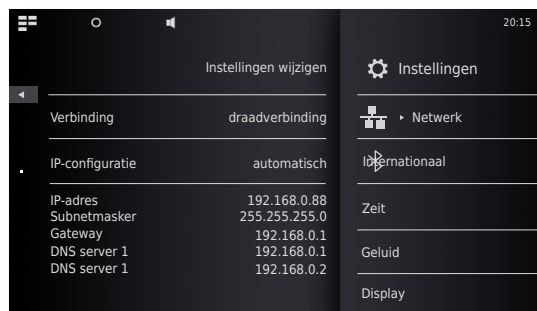 20:15
Instellingen wijzigen
Verbinding draadverbinding
IP-configuratie automatisch
IP-adres 192.168.0.88
Subnetmasker 255.255.255.0
Gateway 192.168.0.1
DNS server 1 192.168.0.1
DNS server 1 192.168.0.2
Instellingen
Netwerk
Internationaal
Zeit
Geluid
Display